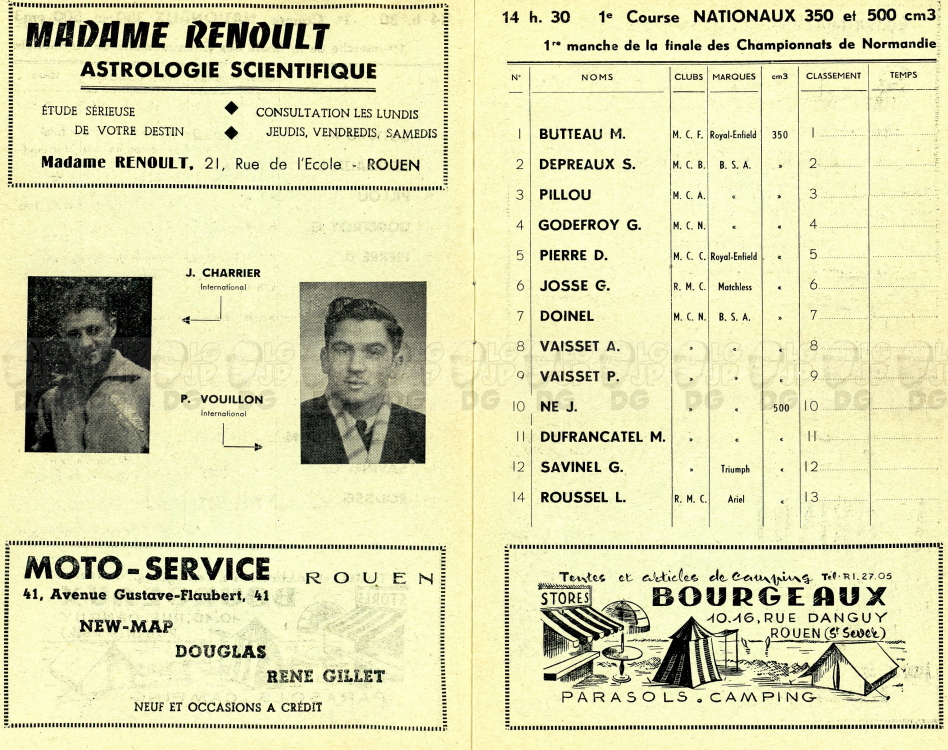 MADAME RENOULT
ASTROLOGIE SCIENTIFIQUE
ÉTUDE SÉRIEUSE
DE VOTRE DESTIN
CONSULTATION LES LUNDIS
JEUDIS, VENDREDIS, SAMEDIS
Madame RENOULT, 21, Rue de l'Ecole - ROUEN
J. CHARRIER
International
P. VOUILLON
International
MOTO-SERVICE ROUEN
41, Avenue Gustave-Flaubert, 41
NEW-MAP
DOUGLAS
RENE GILLET
NEUF ET OCCASIONS A CRÉDIT
14 h. 30 1e Course NATIONAUX 350 et 500 cm3
1re manche de la finale des Championnats de Normandie
N° NOMS CLUBS MARQUES cm3 CLASSEMENT TEMPS
1 BUTTEAU M. M. C. F. Royal-Enfield 350 1
2 DEPREAUX S. M. C. B. B. S. A. » 2
3 PILLOU M. C. A. « » 3
4 GODEFROY G. M. C. N. « « 4
5 PIERRE D. M. C. C. Royal-Enfield « 5
6 JOSSE G. R. M. C. Matchless « 6
7 DOINEL M. C. N. B. S. A. » 7
8 VAISSET A. » « » 8
9 VAISSET P. » « « 9
10 NE J. » « 500 10
11 DUFRANCATEL M. « « « 11
12 SAVINEL G. » Triumph « 12
14 ROUSSEL L. R. M. C. Ariel « 13
Tentes et articles de Camping Tél. R1.27.05
STORES
BOURGEAUX
10.16, RUE DANGUY
ROUEN (St Sever)
PARASOLS. CAMPING
LG
JP
DG